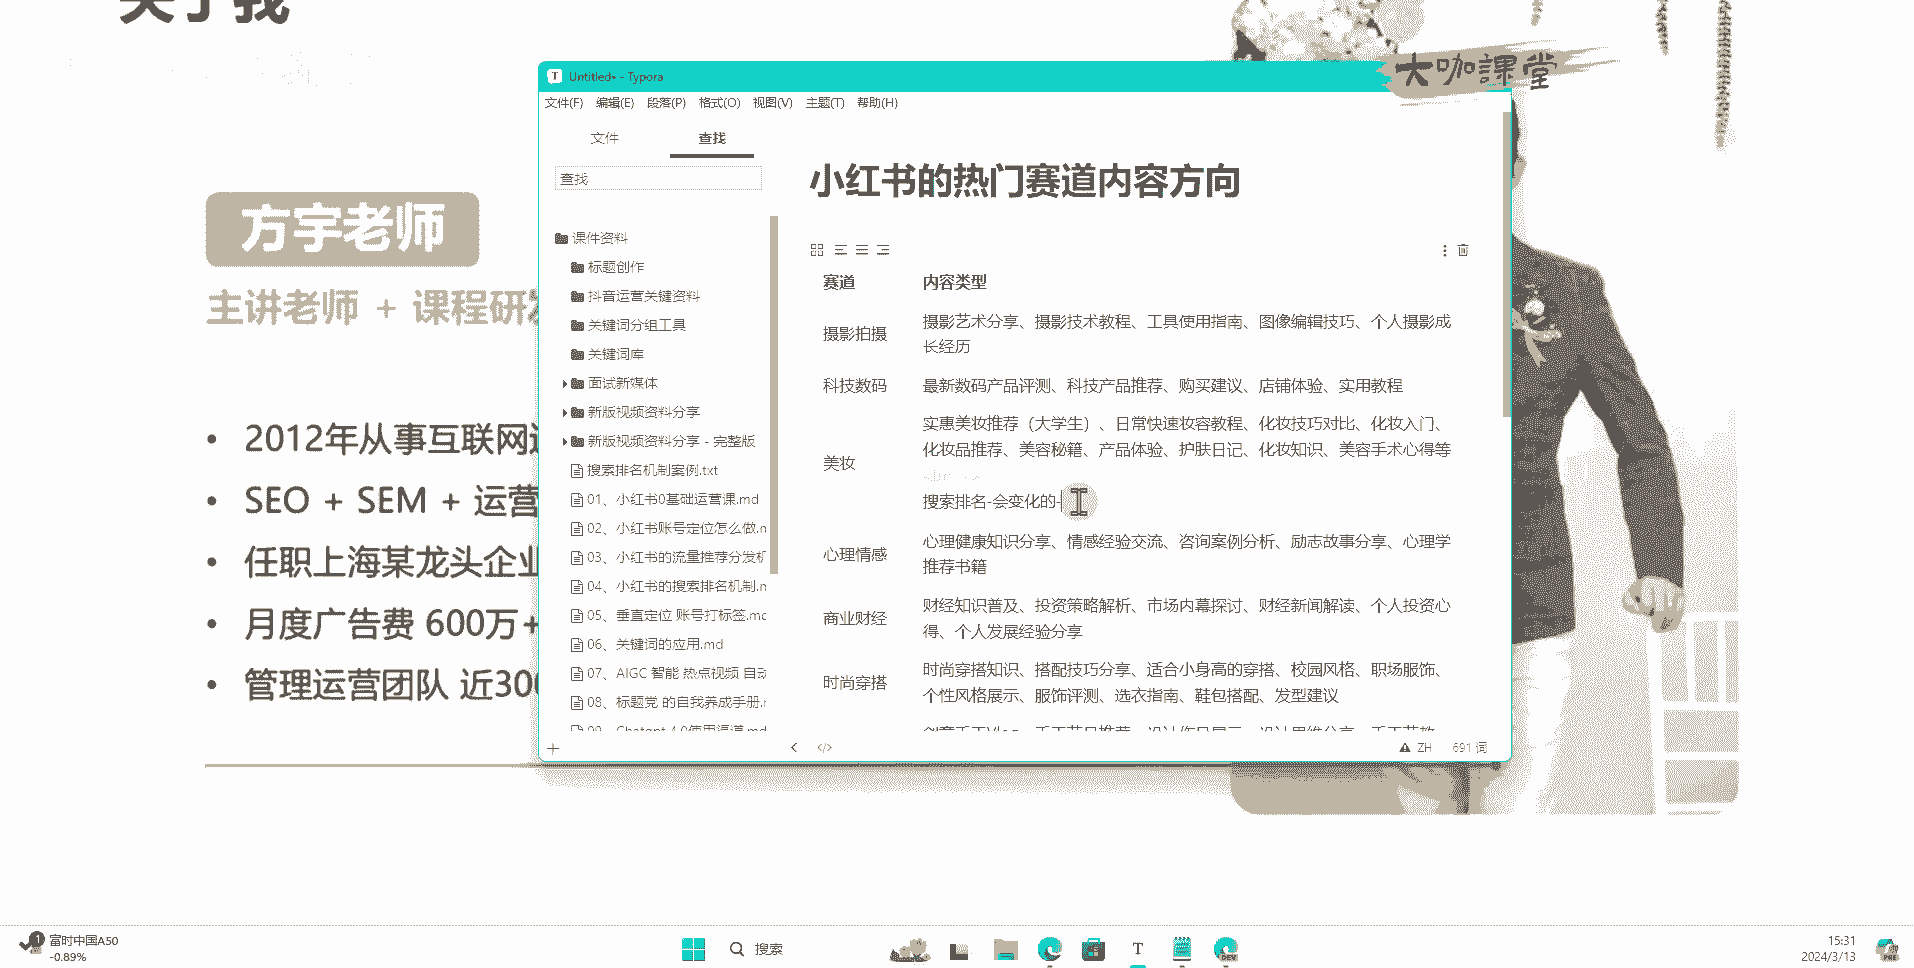 关于我
大咖課堂
方宇老师
主讲老师 + 课程研发
2012年从事互联网
SEO + SEM + 运营
任职上海某龙头企业
月度广告费 600万+
管理运营团队 近300
Untitled• - Typora
文件(F) 编辑(E) 段落(P) 格式(O) 视图(V) 主题(T) 帮助(H)
文件 查找
查找
课件资料
标题创作
抖音运营关键资料
关键词分组工具
关键词库
面试新媒体
新版视频资料分享
新版视频资料分享 - 完整版
搜索排名机制案例.txt
01、小红书0基础运营课.md
02、小红书账号定位怎么做.m
03、小红书的流量推荐分发机
04、小红书的搜索排名机制.m
05、垂直定位 账号打标签.md
06、关键词的应用.md
07、AIGC 智能 热点视频 自动
08、标题党 的自我养成手册.m
09、Chatgpt 4.0使用渠道.md
小红书的热门赛道内容方向
赛道 内容类型
摄影拍摄
摄影艺术分享、摄影技术教程、工具使用指南、图像编辑技巧、个人摄影成
长经历
科技数码
最新数码产品评测、科技产品推荐、购买建议、店铺体验、实用教程
美妆
实惠美妆推荐（大学生）、日常快速妆容教程、化妆技巧对比、化妆入门、
化妆品推荐、美容秘籍、产品体验、护肤日记、化妆知识、美容手术心得等
搜索排名-会变化的-
心理情感
心理健康知识分享、情感经验交流、咨询案例分析、励志故事分享、心理学
推荐书籍
商业财经
财经知识普及、投资策略解析、市场内幕探讨、财经新闻解读、个人投资心
得、个人发展经验分享
时尚穿搭
时尚穿搭知识、搭配技巧分享、适合小身高的穿搭、校园风格、职场服饰、
个性风格展示、服饰评测、选衣指南、鞋包搭配、发型建议
ZH 691 词
1
富时中国A50
-0.89%
搜索
T
DEV
15:31
2024/3/13
PRE